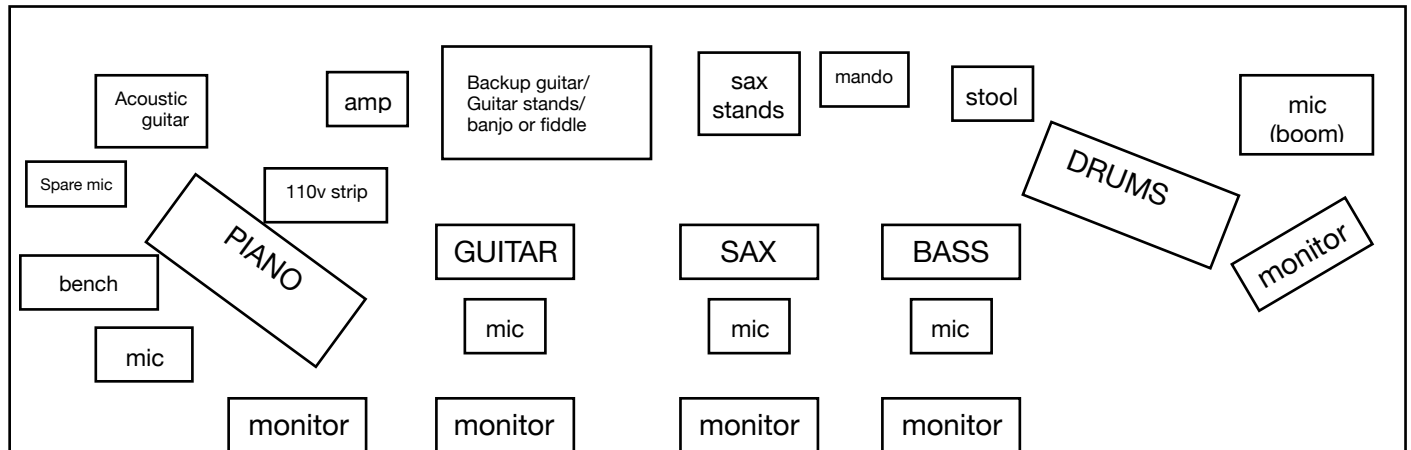 Acoustic
guitar
amp
Backup guitar/
Guitar stands/
banjo or fiddle
sax
stands
mando
stool
mic
(boom)
Spare mic
110v strip
PIANO
DRUMS
bench
GUITAR
SAX
BASS
monitor
mic
mic
mic
mic
monitor
monitor
monitor
monitor